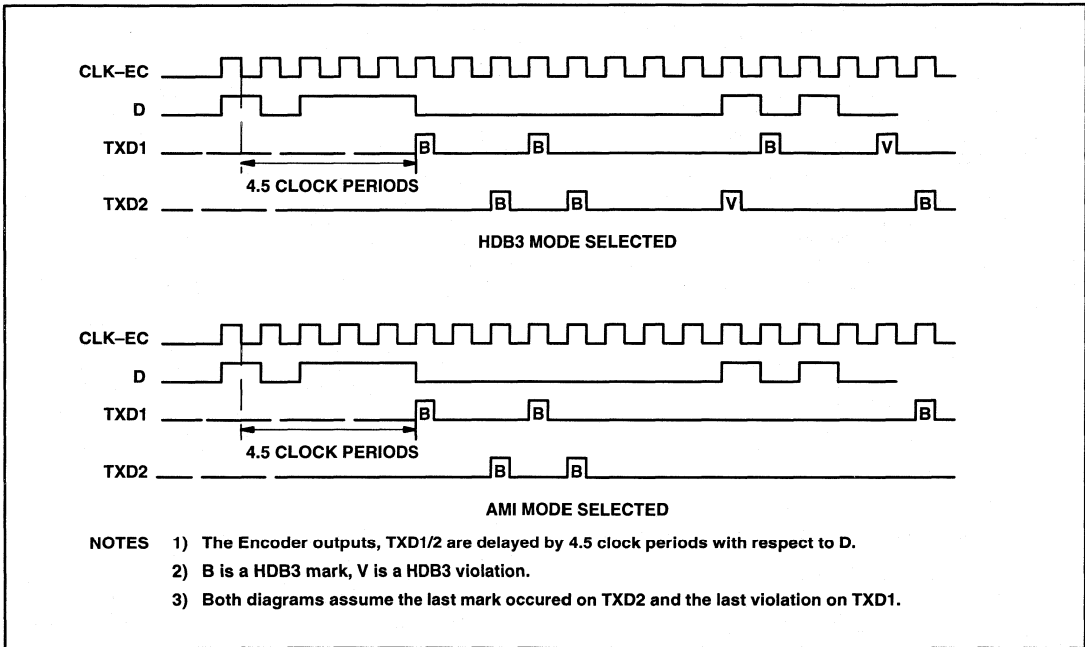 CLK–EC
D
TXD1 B B B V
4.5 CLOCK PERIODS
TXD2 B B V B
HDB3 MODE SELECTED
CLK–EC
D
TXD1 B B B
4.5 CLOCK PERIODS
TXD2 B B
AMI MODE SELECTED
NOTES 1) The Encoder outputs, TXD1/2 are delayed by 4.5 clock periods with respect to D.
2) B is a HDB3 mark, V is a HDB3 violation.
3) Both diagrams assume the last mark occured on TXD2 and the last violation on TXD1.